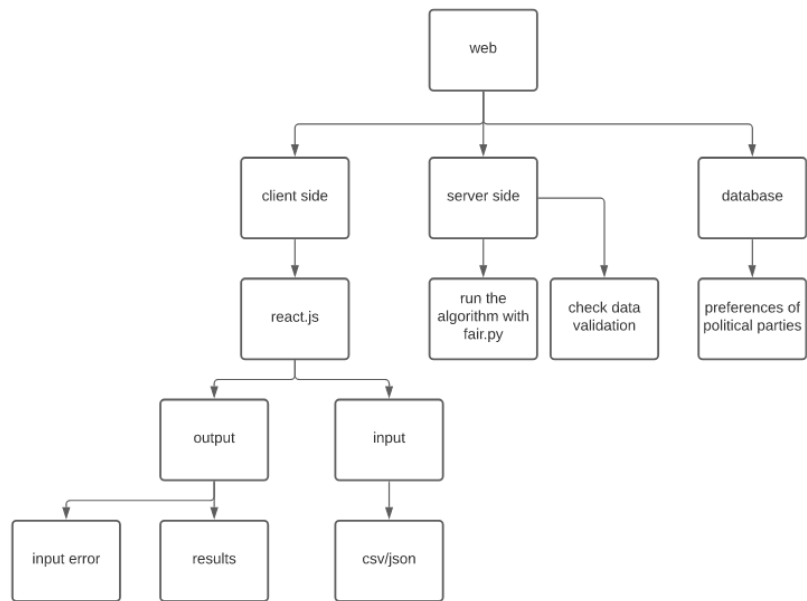 web
client side
server side
database
react.js
run the
algorithm with
fair.py
check data
validation
preferences of
political parties
output
input
input error
results
csv/json